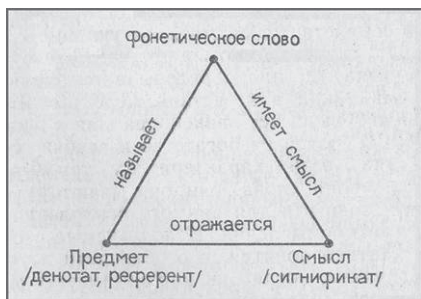 Фонетическое слово
называет
имеет смысл
отражается
Предмет
/денотат, референт/
Смысл
/сигнификат/